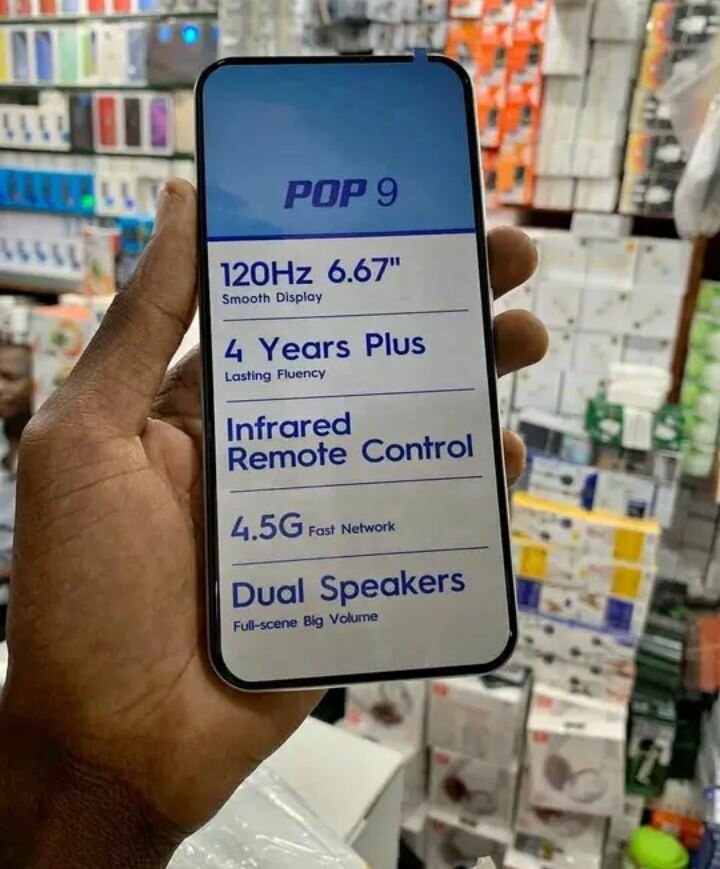 POP 9
120Hz 6.67"
Smooth Display
4 Years Plus
Lasting Fluency
Infrared
Remote Control
4.5G Fast Network
Dual Speakers
Full-scene Big Volume